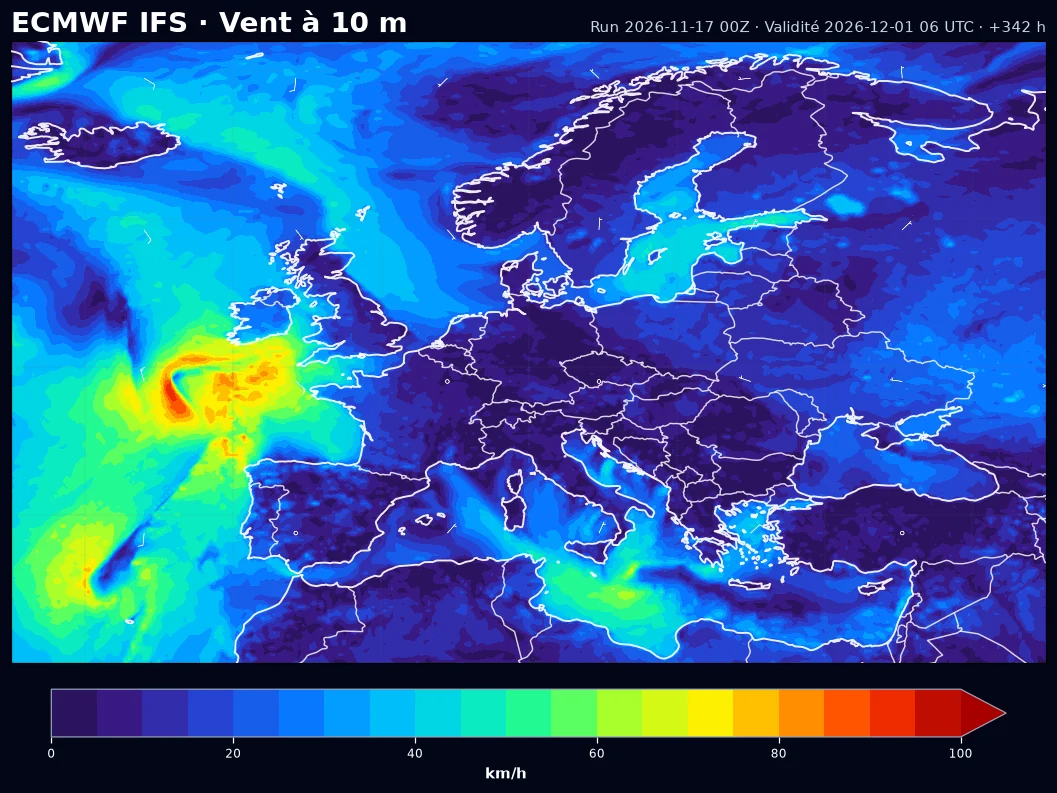 ECMWF IFS · Vent à 10 m
Run 2026-11-17 00Z · Validité 2026-12-01 06 UTC · +342 h
0 20 40 60 80 100
km/h